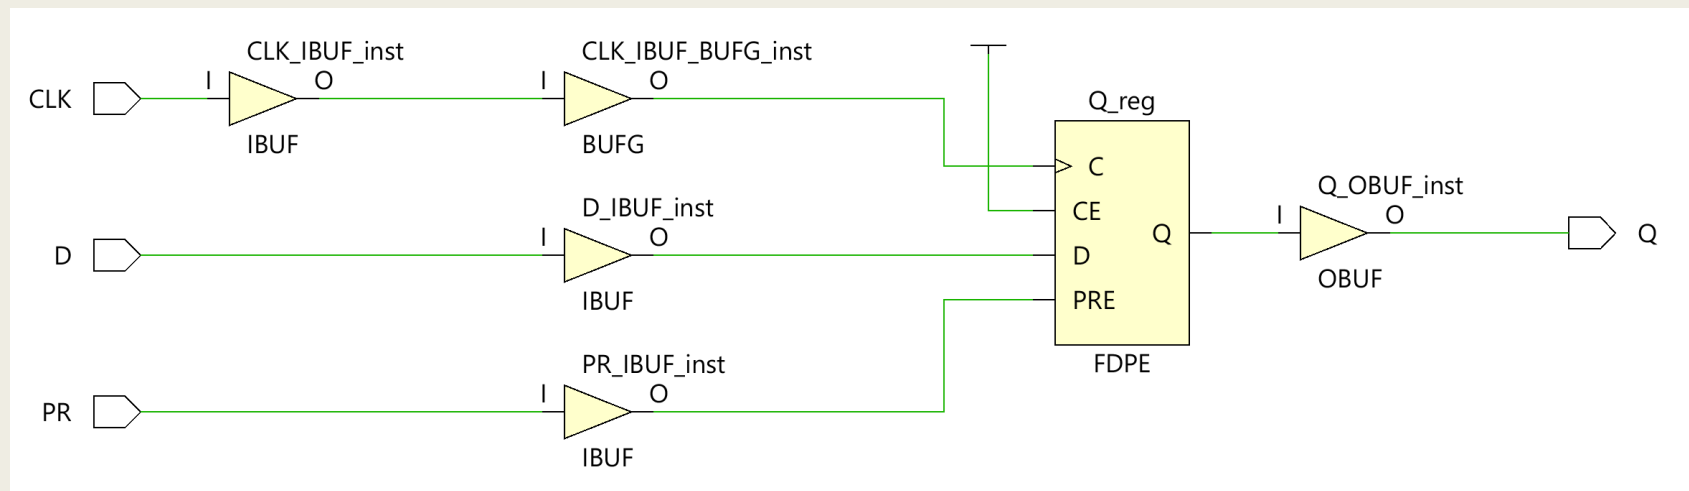 CLK_IBUF_inst
CLK_IBUF_BUFG_inst
I
O
I
O
CLK
Q_reg
IBUF
BUFG
C
Q_OBUF_inst
D_IBUF_inst
CE
I
O
I
O
Q
Q
D
D
OBUF
IBUF
PRE
PR_IBUF_inst
FDPE
I
O
PR
IBUF